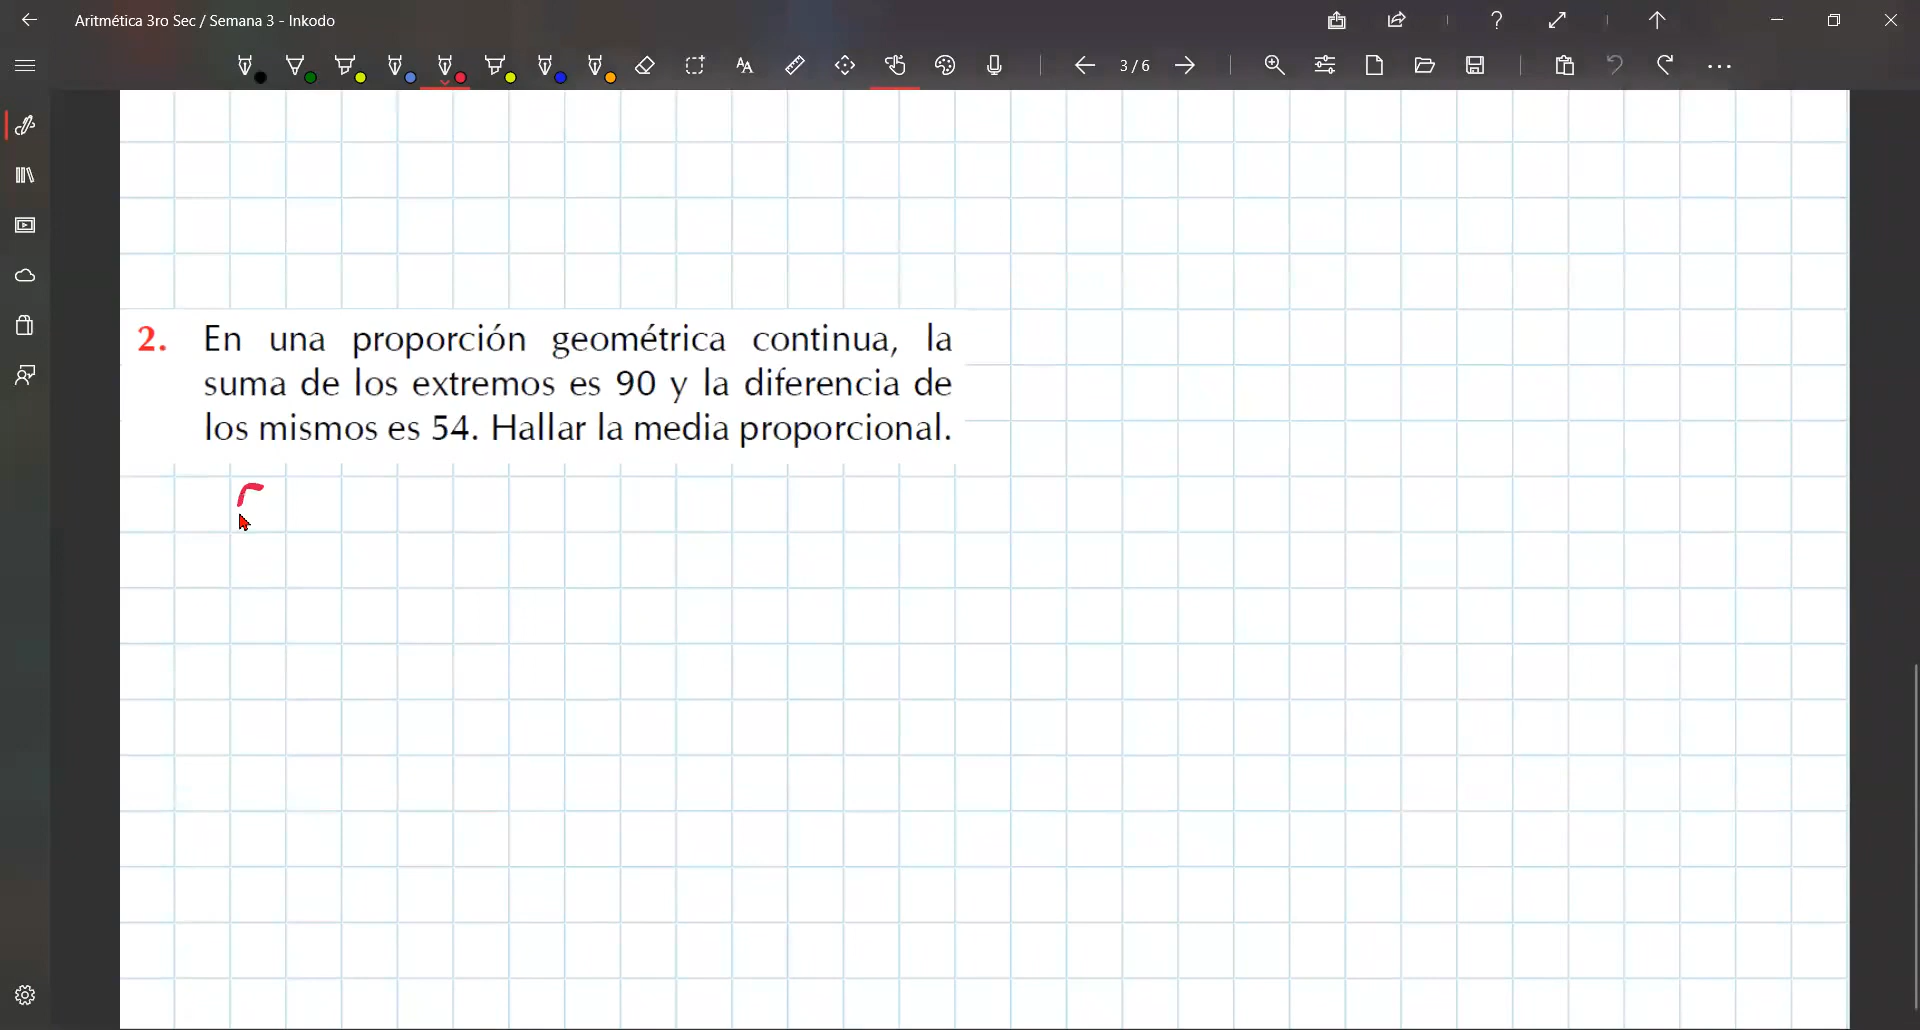 Aritmética 3ro Sec / Semana 3 - Inkodo
3 / 6
2. En una proporción geométrica continua, la
suma de los extremos es 90 y la diferencia de
los mismos es 54. Hallar la media proporcional.